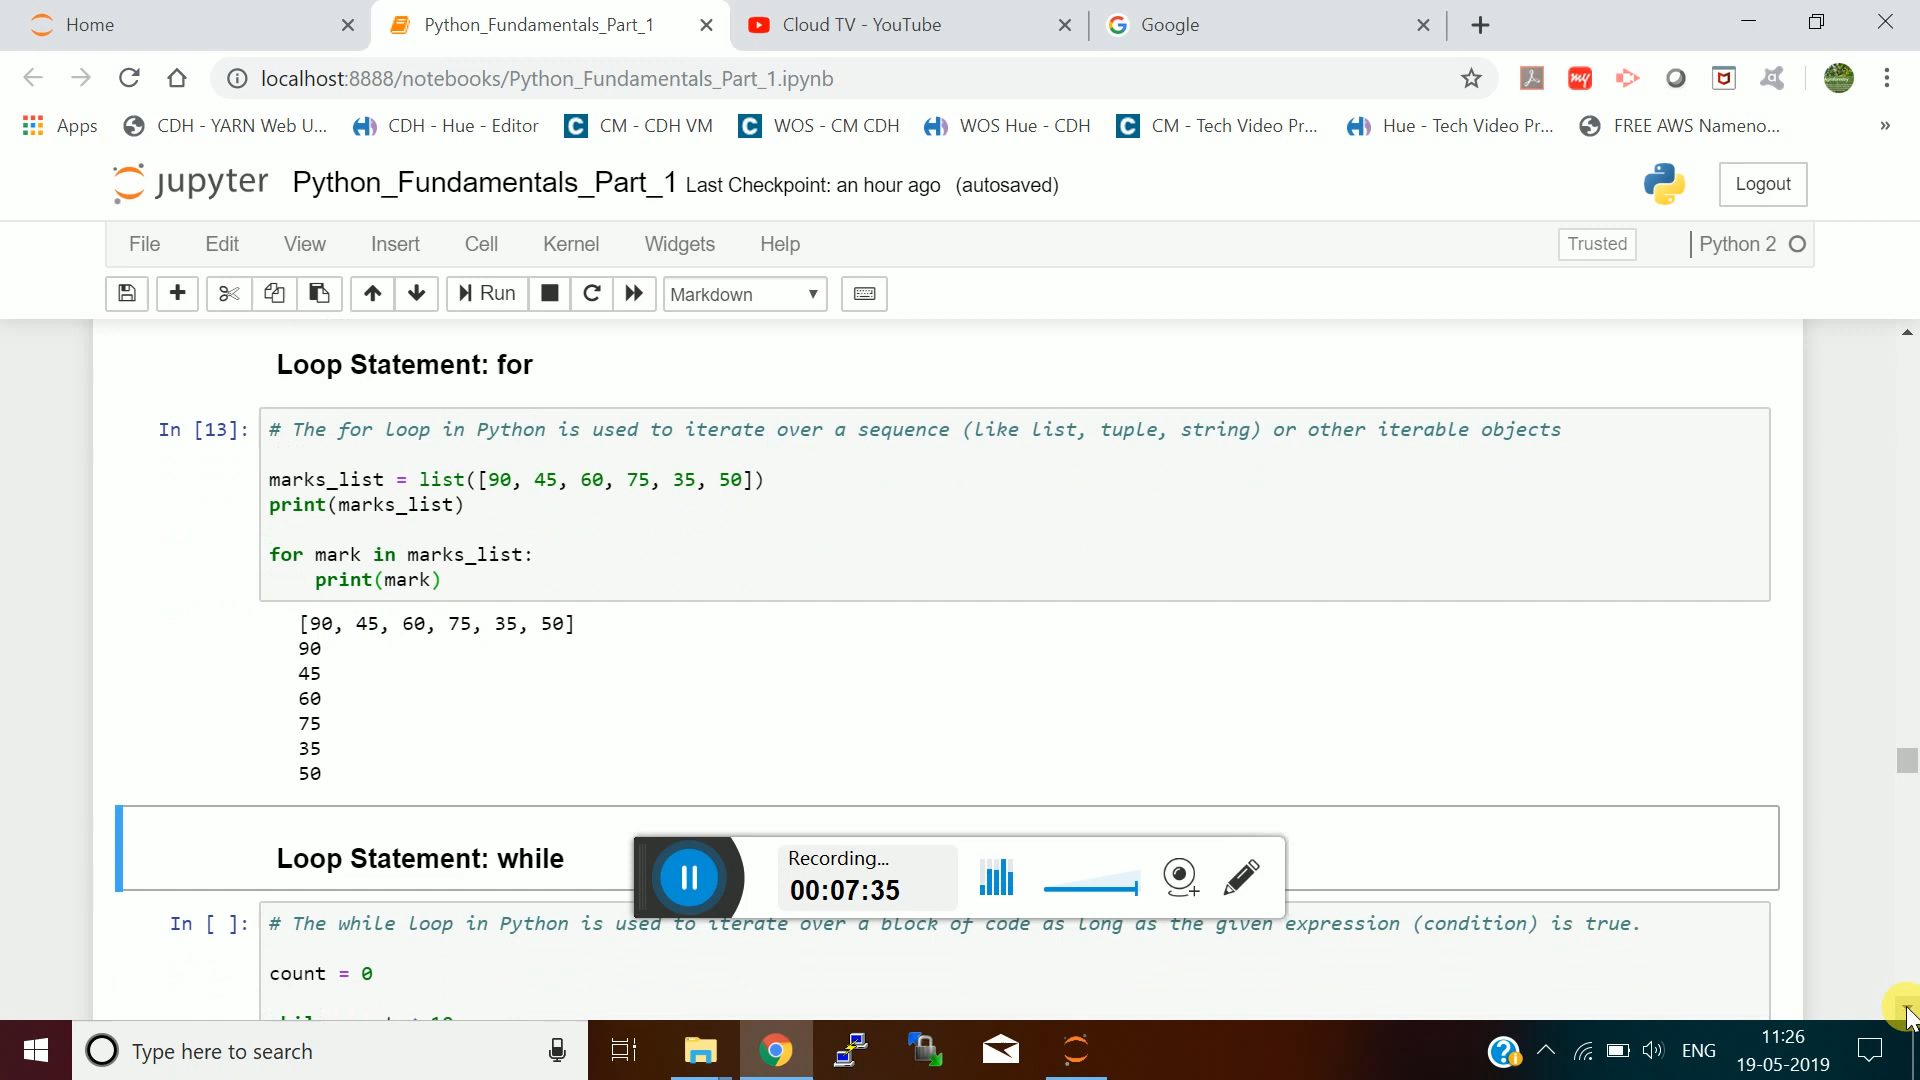 Home
Python_Fundamentals_Part_1
Cloud TV - YouTube
Google
localhost:8888/notebooks/Python_Fundamentals_Part_1.ipynb
Apps
CDH - YARN Web U...
CDH - Hue - Editor
CM - CDH VM
WOS - CM CDH
WOS Hue - CDH
CM - Tech Video Pr...
Hue - Tech Video Pr...
FREE AWS Nameno...
»
jupyter Python_Fundamentals_Part_1 Last Checkpoint: an hour ago (autosaved)
Logout
File Edit View Insert Cell Kernel Widgets Help
Trusted
Python 2
Run
Markdown
Loop Statement: for
In [13]: # The for loop in Python is used to iterate over a sequence (like list, tuple, string) or other iterable objects
marks_list = list([90, 45, 60, 75, 35, 50])
print(marks_list)
for mark in marks_list:
    print(mark)
[90, 45, 60, 75, 35, 50]
90
45
60
75
35
50
Loop Statement: while
Recording...
00:07:35
In [ ]: # The while loop in Python is used to iterate over a block of code as long as the given expression (condition) is true.
count = 0
Type here to search
ENG
11:26
19-05-2019